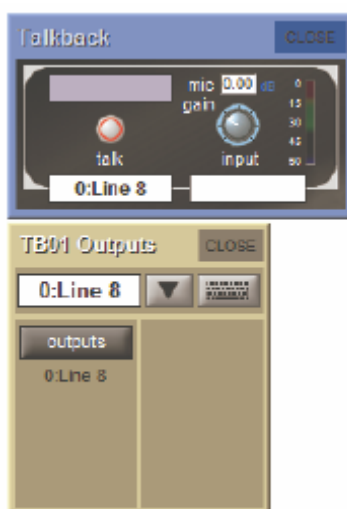 Talkback CLOSE
mic 0.00 dB
gain
0
15
30
45
60
talk input
0:Line 8
TB01 Outputs CLOSE
0:Line 8
outputs
0:Line 8